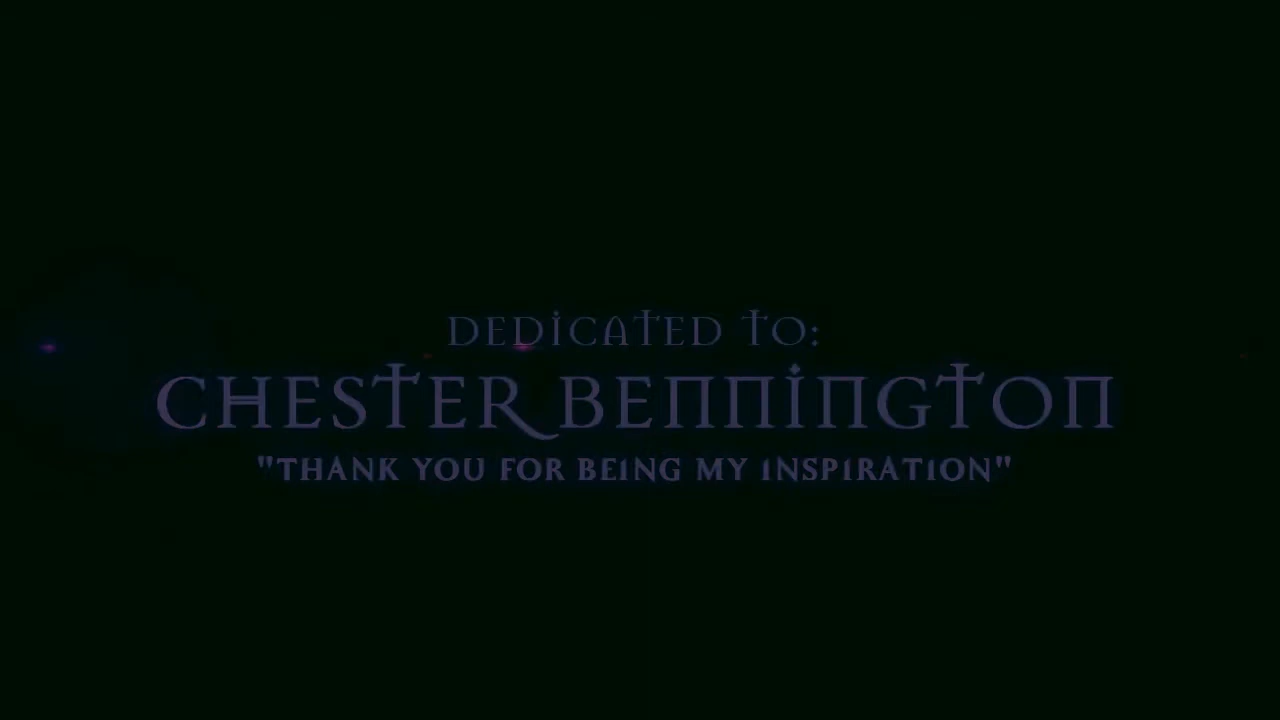 DEDICATED TO:
CHESTER BENNINGTON
"THANK YOU FOR BEING MY INSPIRATION"